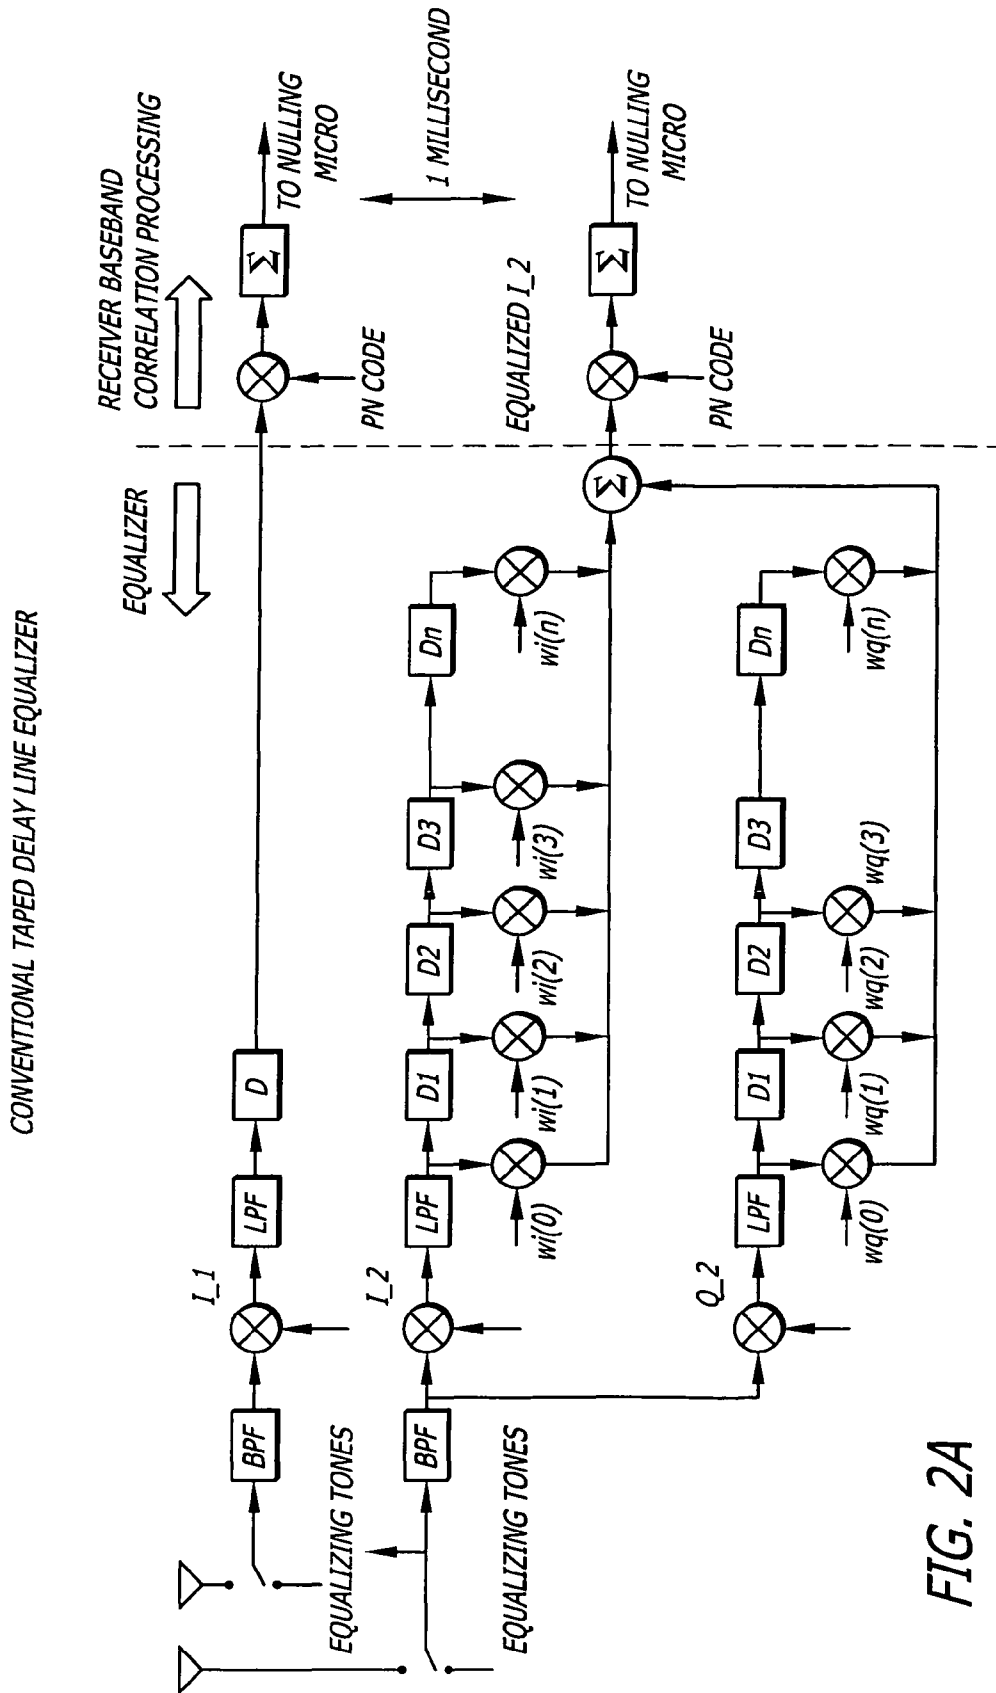 CONVENTIONAL TAPED DELAY LINE EQUALIZER
EQUALIZER
RECEIVER BASEBAND
CORRELATION PROCESSING
BPF
I_1
LPF
D
PN CODE
Σ
TO NULLING
MICRO
EQUALIZING TONES
1 MILLISECOND
BPF
I_2
LPF
D1
D2
D3
Dn
wi(0)
wi(1)
wi(2)
wi(3)
wi(n)
Σ
EQUALIZED I_2
PN CODE
Σ
TO NULLING
MICRO
EQUALIZING TONES
Q_2
LPF
D1
D2
D3
Dn
wq(0)
wq(1)
wq(2)
wq(3)
wq(n)
FIG. 2A